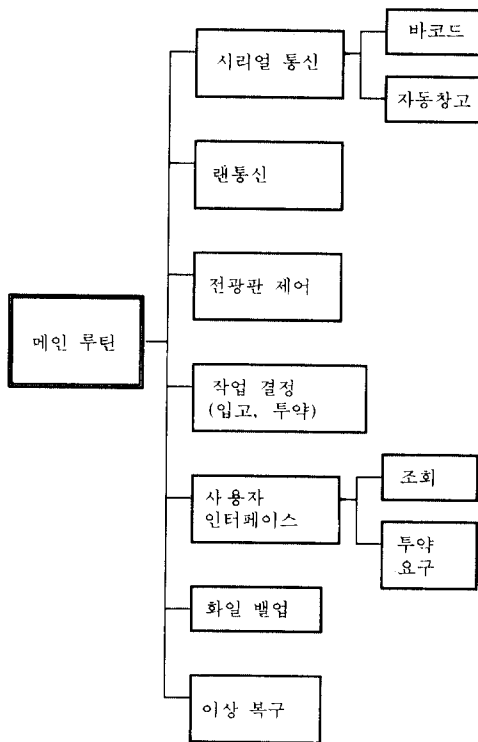 시리얼 통신
바코드
자동창고
랜통신
전광판 제어
메인 루틴
작업 결정
(입고, 투약)
사용자
인터페이스
조회
투약
요구
화일 밸업
이상 복구